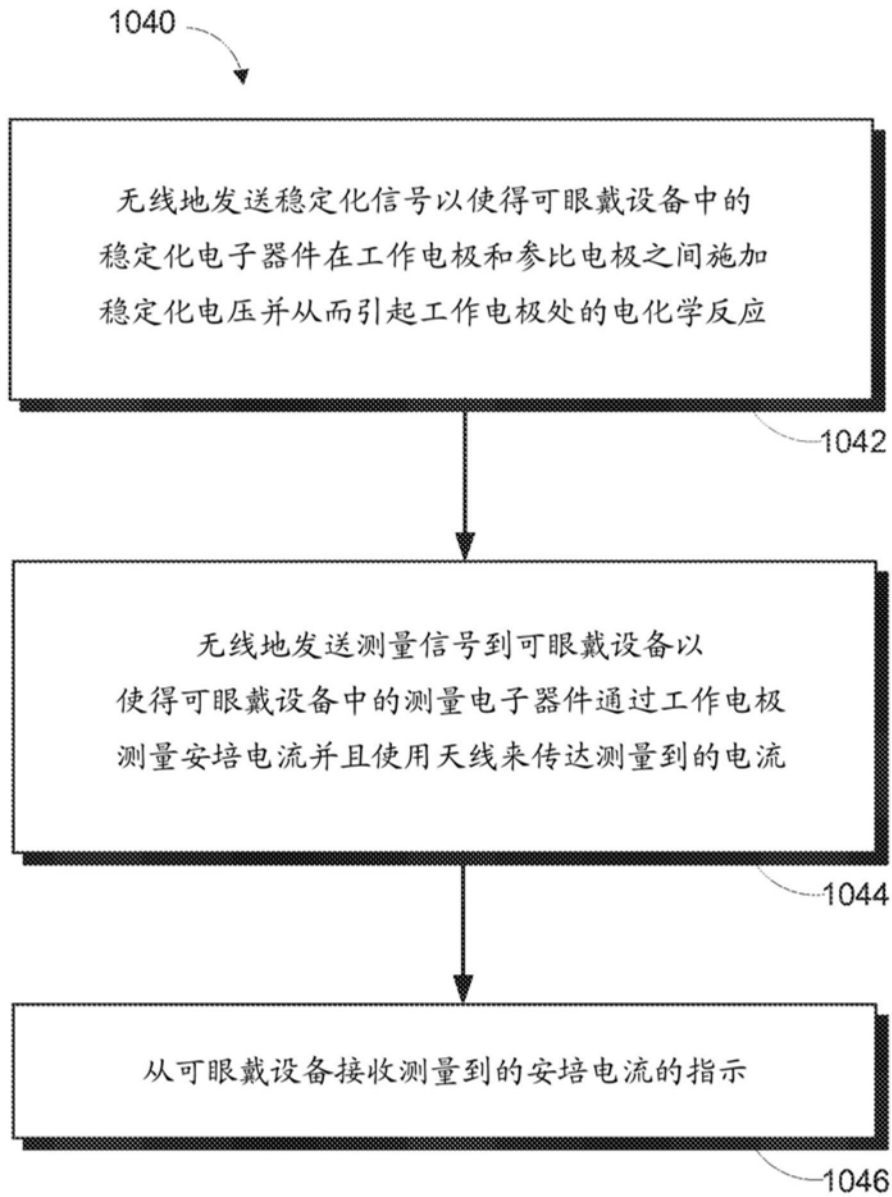 1040
无线地发送稳定化信号以使得可眼戴设备中的
稳定化电子器件在工作电极和参比电极之间施加
稳定化电压并从而引起工作电极处的电化学反应
1042
无线地发送测量信号到可眼戴设备以
使得可眼戴设备中的测量电子器件通过工作电极
测量安培电流并且使用天线来传达测量到的电流
1044
从可眼戴设备接收测量到的安培电流的指示
1046